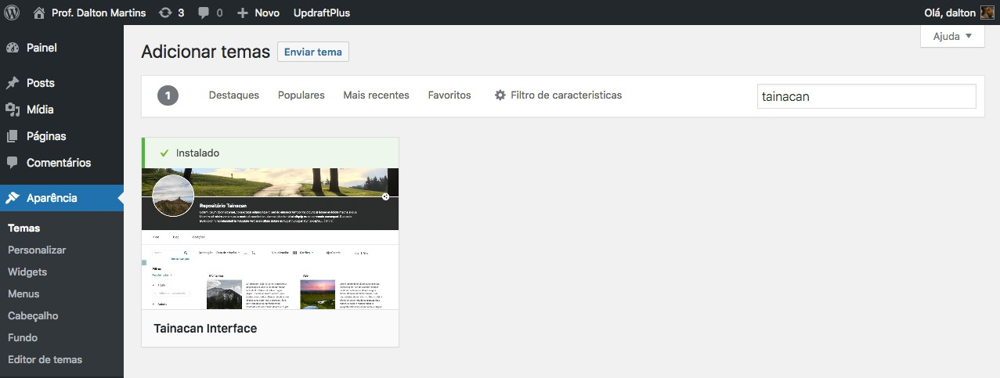 Prof. Dalton Martins 3 0 Novo UpdraftPlus Olá, dalton
Painel
Posts
Mídia
Páginas
Comentários
Aparência
Temas
Personalizar
Widgets
Menus
Cabeçalho
Fundo
Editor de temas
Ajuda
Adicionar temas Enviar tema
1 Destaques Populares Mais recentes Favoritos Filtro de caracteristicas tainacan
Instalado
Repositório Tainacan
Tainacan Interface